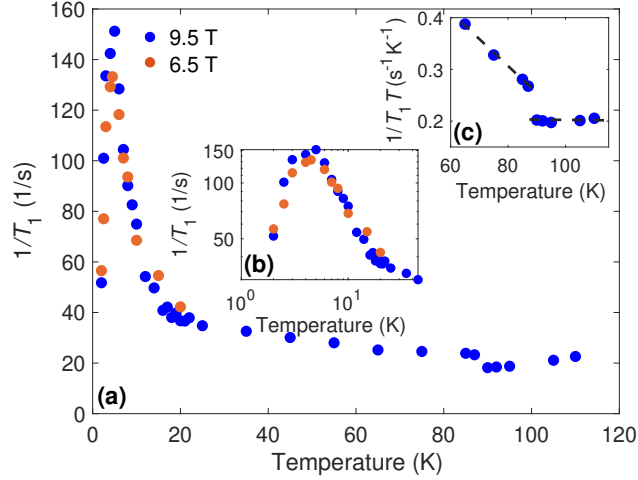 160
140
120
100
80
60
40
20
0
1/T1 (1/s)
9.5 T
6.5 T
(a)
0 20 40 60 80 100 120
Temperature (K)
150
100
50
1/T1 (1/s)
(b)
10^0 10^1
Temperature (K)
0.4
0.3
0.2
1/T1 T (s^-1K^-1)
(c)
60 80 100
Temperature (K)